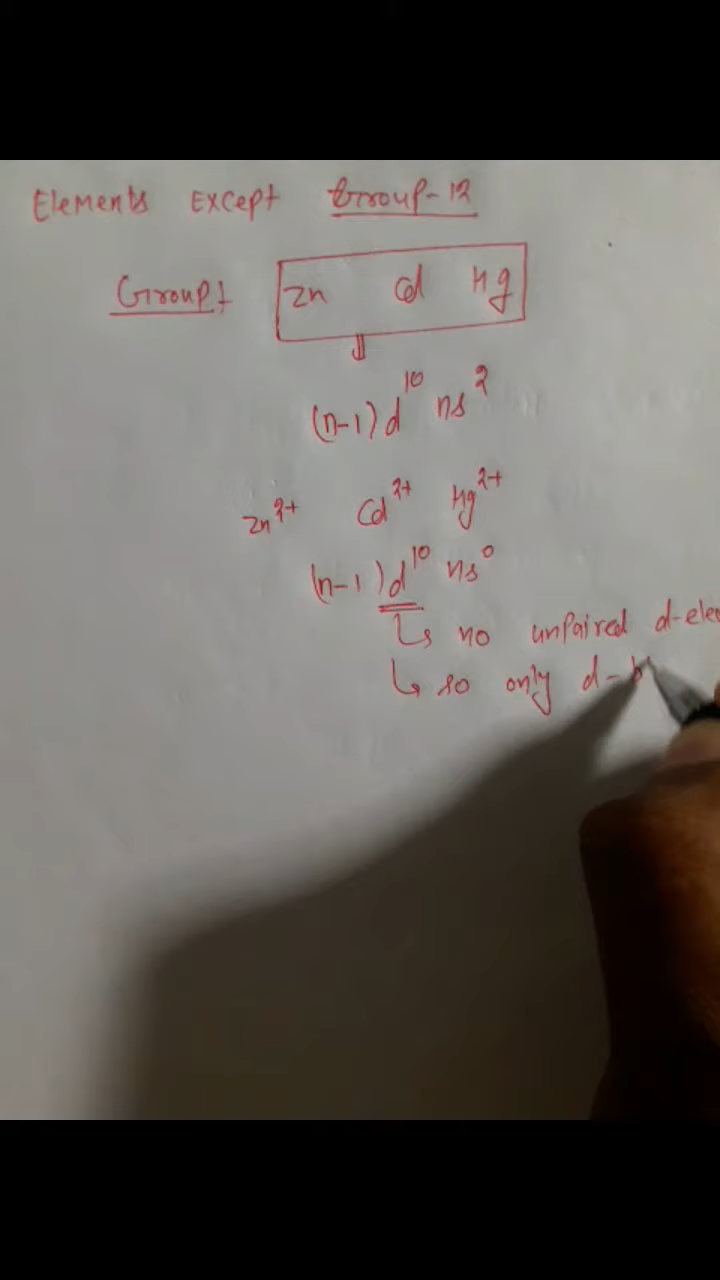 Elements Except Group-12
Group: Zn Cd Hg
(n-1)d¹⁰ ns²
Zn²⁺ Cd²⁺ Hg²⁺
(n-1)d¹⁰ ns⁰
↳ no unpaired d-elec
↳ so only d-b